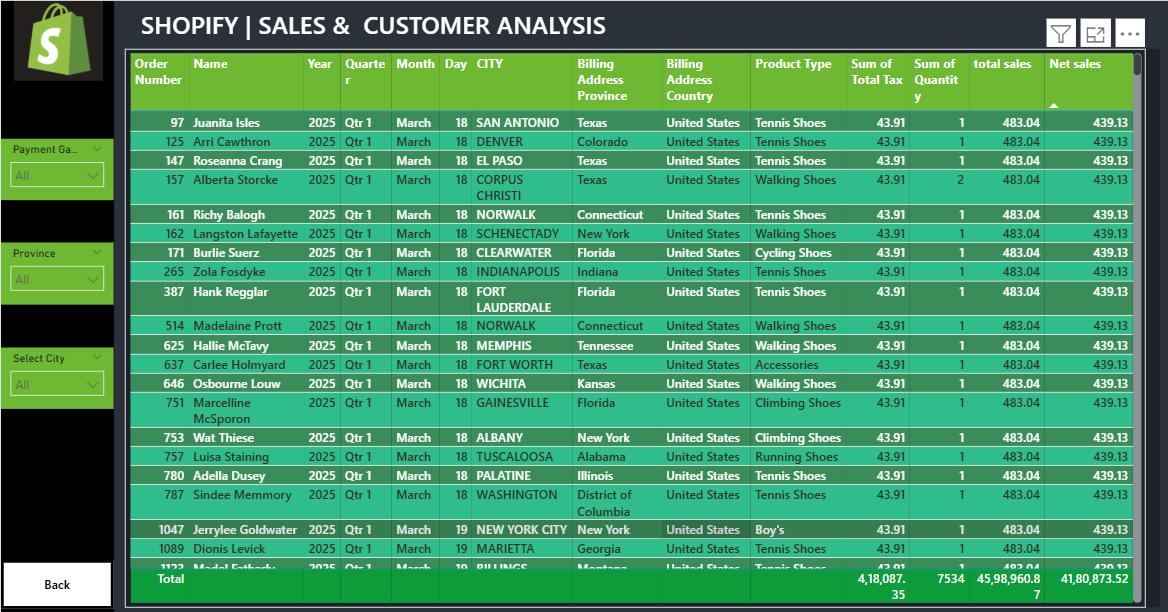 SHOPIFY | SALES & CUSTOMER ANALYSIS
Payment Ga...
All
Province
All
Select City
All
Back
Order Number Name Year Quarte r Month Day CITY Billing Address Province Billing Address Country Product Type Sum of Total Tax Sum of Quantit y total sales Net sales
97 Juanita Isles 2025 Qtr 1 March 18 SAN ANTONIO Texas United States Tennis Shoes 43.91 1 483.04 439.13
125 Arri Cawthron 2025 Qtr 1 March 18 DENVER Colorado United States Tennis Shoes 43.91 1 483.04 439.13
147 Roseanna Crang 2025 Qtr 1 March 18 EL PASO Texas United States Tennis Shoes 43.91 1 483.04 439.13
157 Alberta Storcke 2025 Qtr 1 March 18 CORPUS CHRISTI Texas United States Walking Shoes 43.91 2 483.04 439.13
161 Richy Balogh 2025 Qtr 1 March 18 NORWALK Connecticut United States Tennis Shoes 43.91 1 483.04 439.13
162 Langston Lafayette 2025 Qtr 1 March 18 SCHENECTADY New York United States Walking Shoes 43.91 1 483.04 439.13
171 Burlie Suerz 2025 Qtr 1 March 18 CLEARWATER Florida United States Cycling Shoes 43.91 1 483.04 439.13
265 Zola Fosdyke 2025 Qtr 1 March 18 INDIANAPOLIS Indiana United States Tennis Shoes 43.91 1 483.04 439.13
387 Hank Regglar 2025 Qtr 1 March 18 FORT LAUDERDALE Florida United States Tennis Shoes 43.91 1 483.04 439.13
514 Madelaine Prott 2025 Qtr 1 March 18 NORWALK Connecticut United States Walking Shoes 43.91 1 483.04 439.13
625 Hallie McTavy 2025 Qtr 1 March 18 MEMPHIS Tennessee United States Walking Shoes 43.91 1 483.04 439.13
637 Carlee Holmyard 2025 Qtr 1 March 18 FORT WORTH Texas United States Accessories 43.91 1 483.04 439.13
646 Osbourne Louw 2025 Qtr 1 March 18 WICHITA Kansas United States Walking Shoes 43.91 1 483.04 439.13
751 Marcelline McSporon 2025 Qtr 1 March 18 GAINESVILLE Florida United States Climbing Shoes 43.91 1 483.04 439.13
753 Wat Thiese 2025 Qtr 1 March 18 ALBANY New York United States Climbing Shoes 43.91 1 483.04 439.13
757 Luisa Staining 2025 Qtr 1 March 18 TUSCALOOSA Alabama United States Running Shoes 43.91 1 483.04 439.13
780 Adella Dusey 2025 Qtr 1 March 18 PALATINE Illinois United States Tennis Shoes 43.91 1 483.04 439.13
787 Sindee Memmory 2025 Qtr 1 March 18 WASHINGTON District of Columbia United States Tennis Shoes 43.91 1 483.04 439.13
1047 Jerrylee Goldwater 2025 Qtr 1 March 19 NEW YORK CITY New York United States Boy's 43.91 1 483.04 439.13
1089 Dionis Levick 2025 Qtr 1 March 19 MARIETTA Georgia United States Tennis Shoes 43.91 1 483.04 439.13
2025 Qtr 1 March 19 BILLINGS Montana United States Tennis Shoes 43.91 1 483.04 439.13
Total 4,18,087.35 7534 45,98,960.87 41,80,873.52